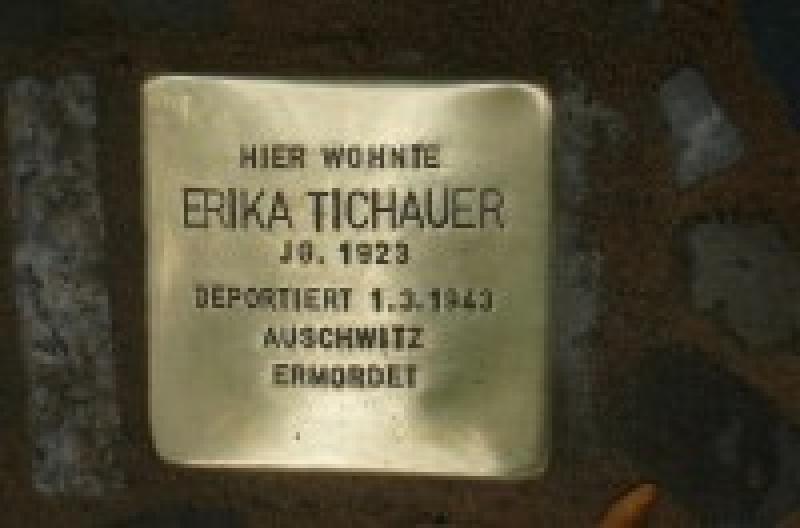 HIER WOHNTE
ERIKA TICHAUER
JG. 1923
DEPORTIERT 1.3.1943
AUSCHWITZ
ERMORDET